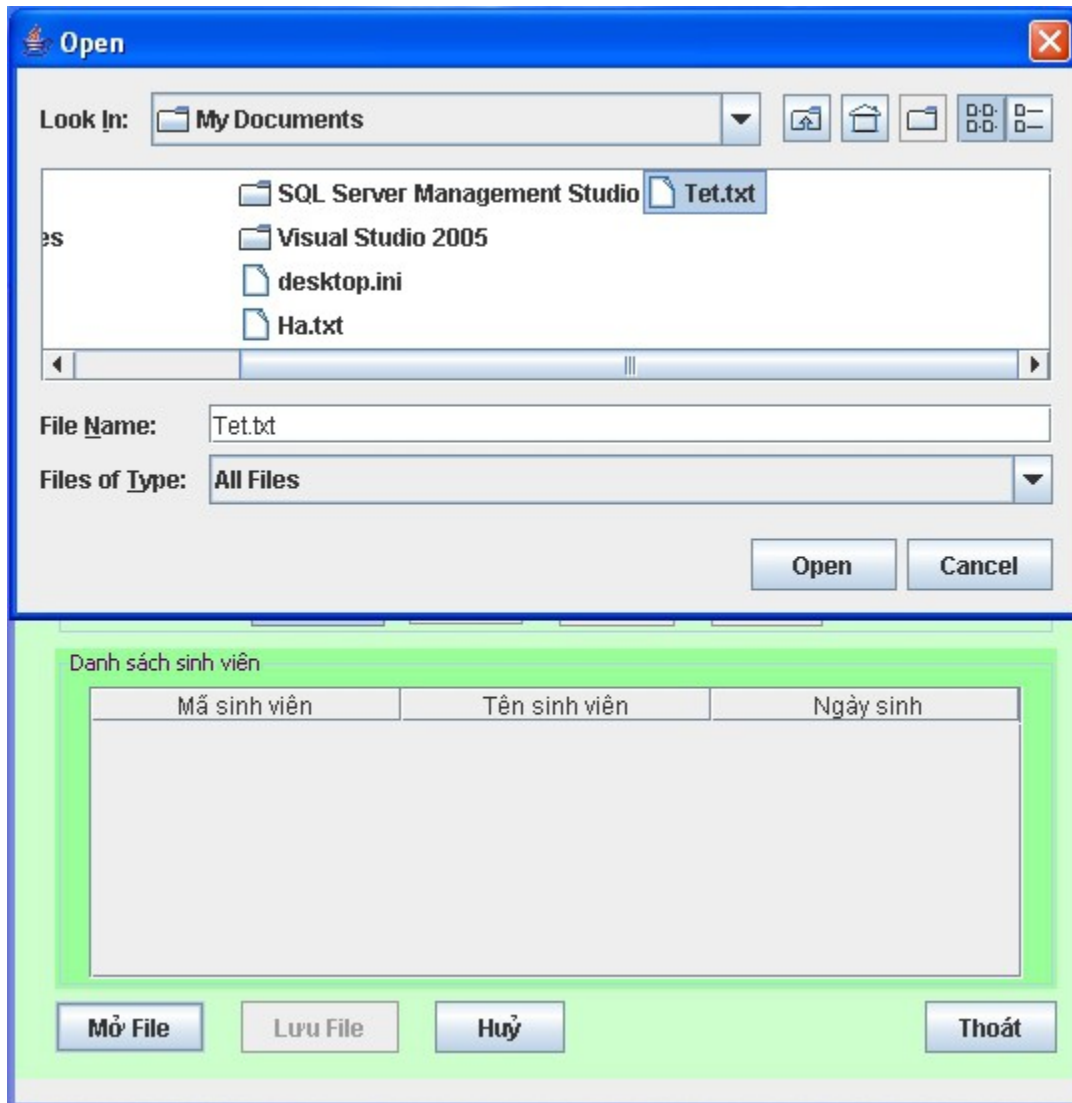 Open
Look In: My Documents
SQL Server Management Studio Tet.txt
es Visual Studio 2005
desktop.ini
Ha.txt
File Name: Tet.txt
Files of Type: All Files
Open Cancel
Danh sách sinh viên
Mã sinh viên Tên sinh viên Ngày sinh
Mở File Lưu File Huỷ Thoát